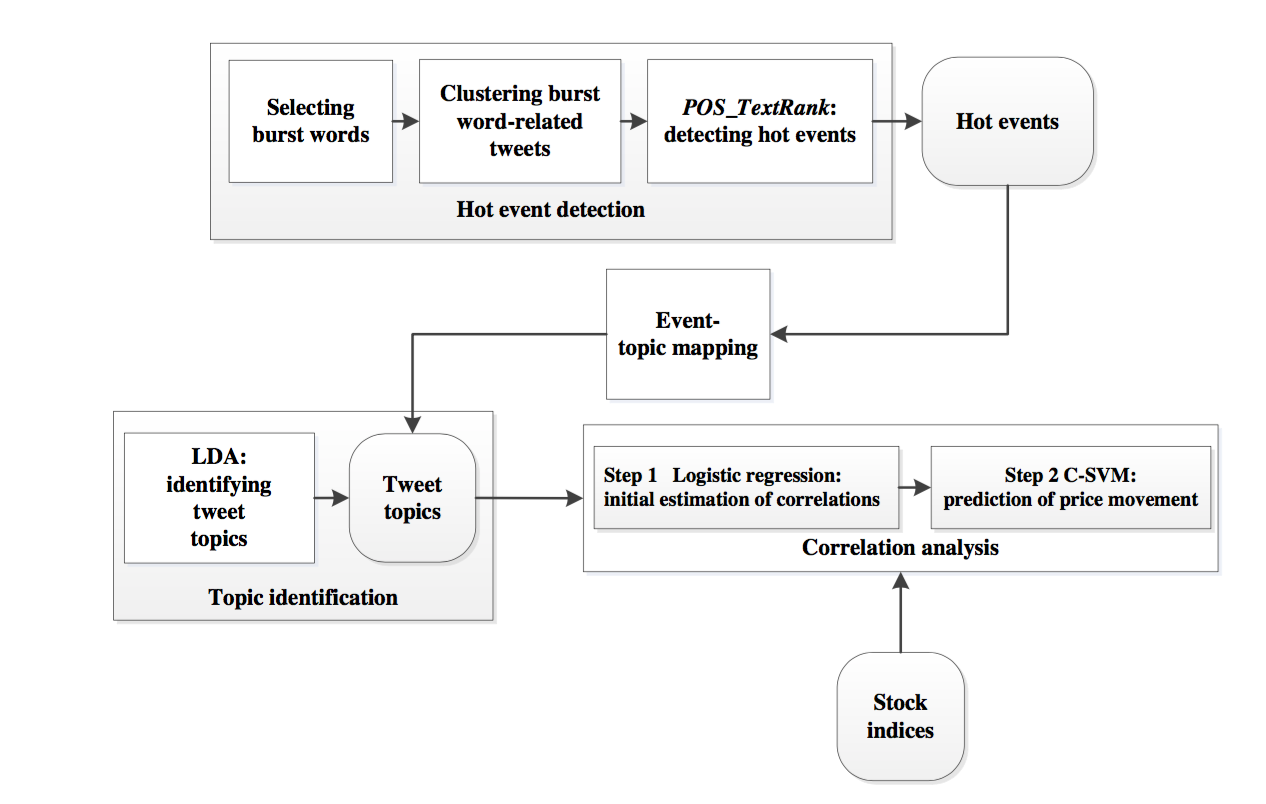 Selecting
burst words
Clustering burst
word-related
tweets
POS_TextRank:
detecting hot events
Hot event detection
Hot events
Event-
topic mapping
LDA:
identifying
tweet
topics
Tweet
topics
Topic identification
Step 1 Logistic regression:
initial estimation of correlations
Step 2 C-SVM:
prediction of price movement
Correlation analysis
Stock
indices